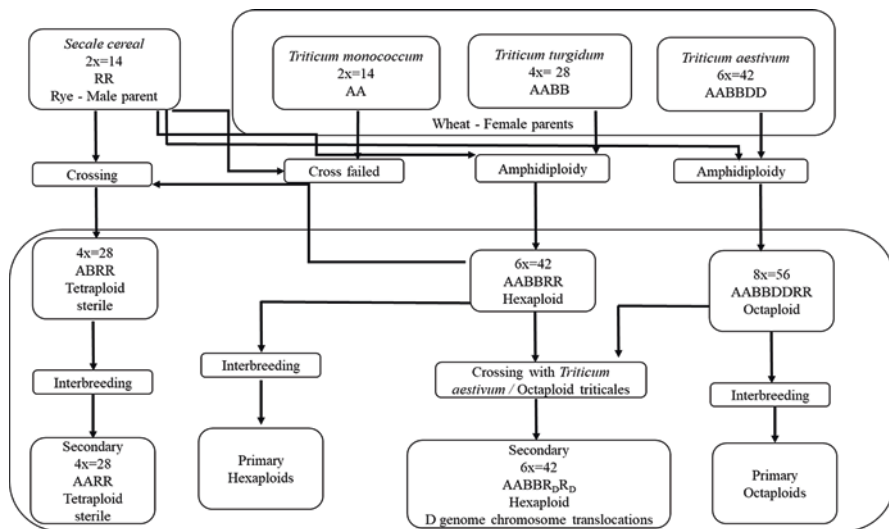 Secale cereal
2x=14
RR
Rye - Male parent
Triticum monococcum
2x=14
AA
Triticum turgidum
4x= 28
AABB
Triticum aestivum
6x=42
AABBDD
Wheat - Female parents
Crossing
Cross failed
Amphidiploidy
Amphidiploidy
4x=28
ABRR
Tetraploid
sterile
6x=42
AABBRR
Hexaploid
8x=56
AABBDDRR
Octaploid
Interbreeding
Interbreeding
Crossing with Triticum
aestivum / Octaploid triticales
Interbreeding
Secondary
4x=28
AARR
Tetraploid
sterile
Primary
Hexaploids
Secondary
6x=42
AABBR_DR_D
Hexaploid
D genome chromosome translocations
Primary
Octaploids